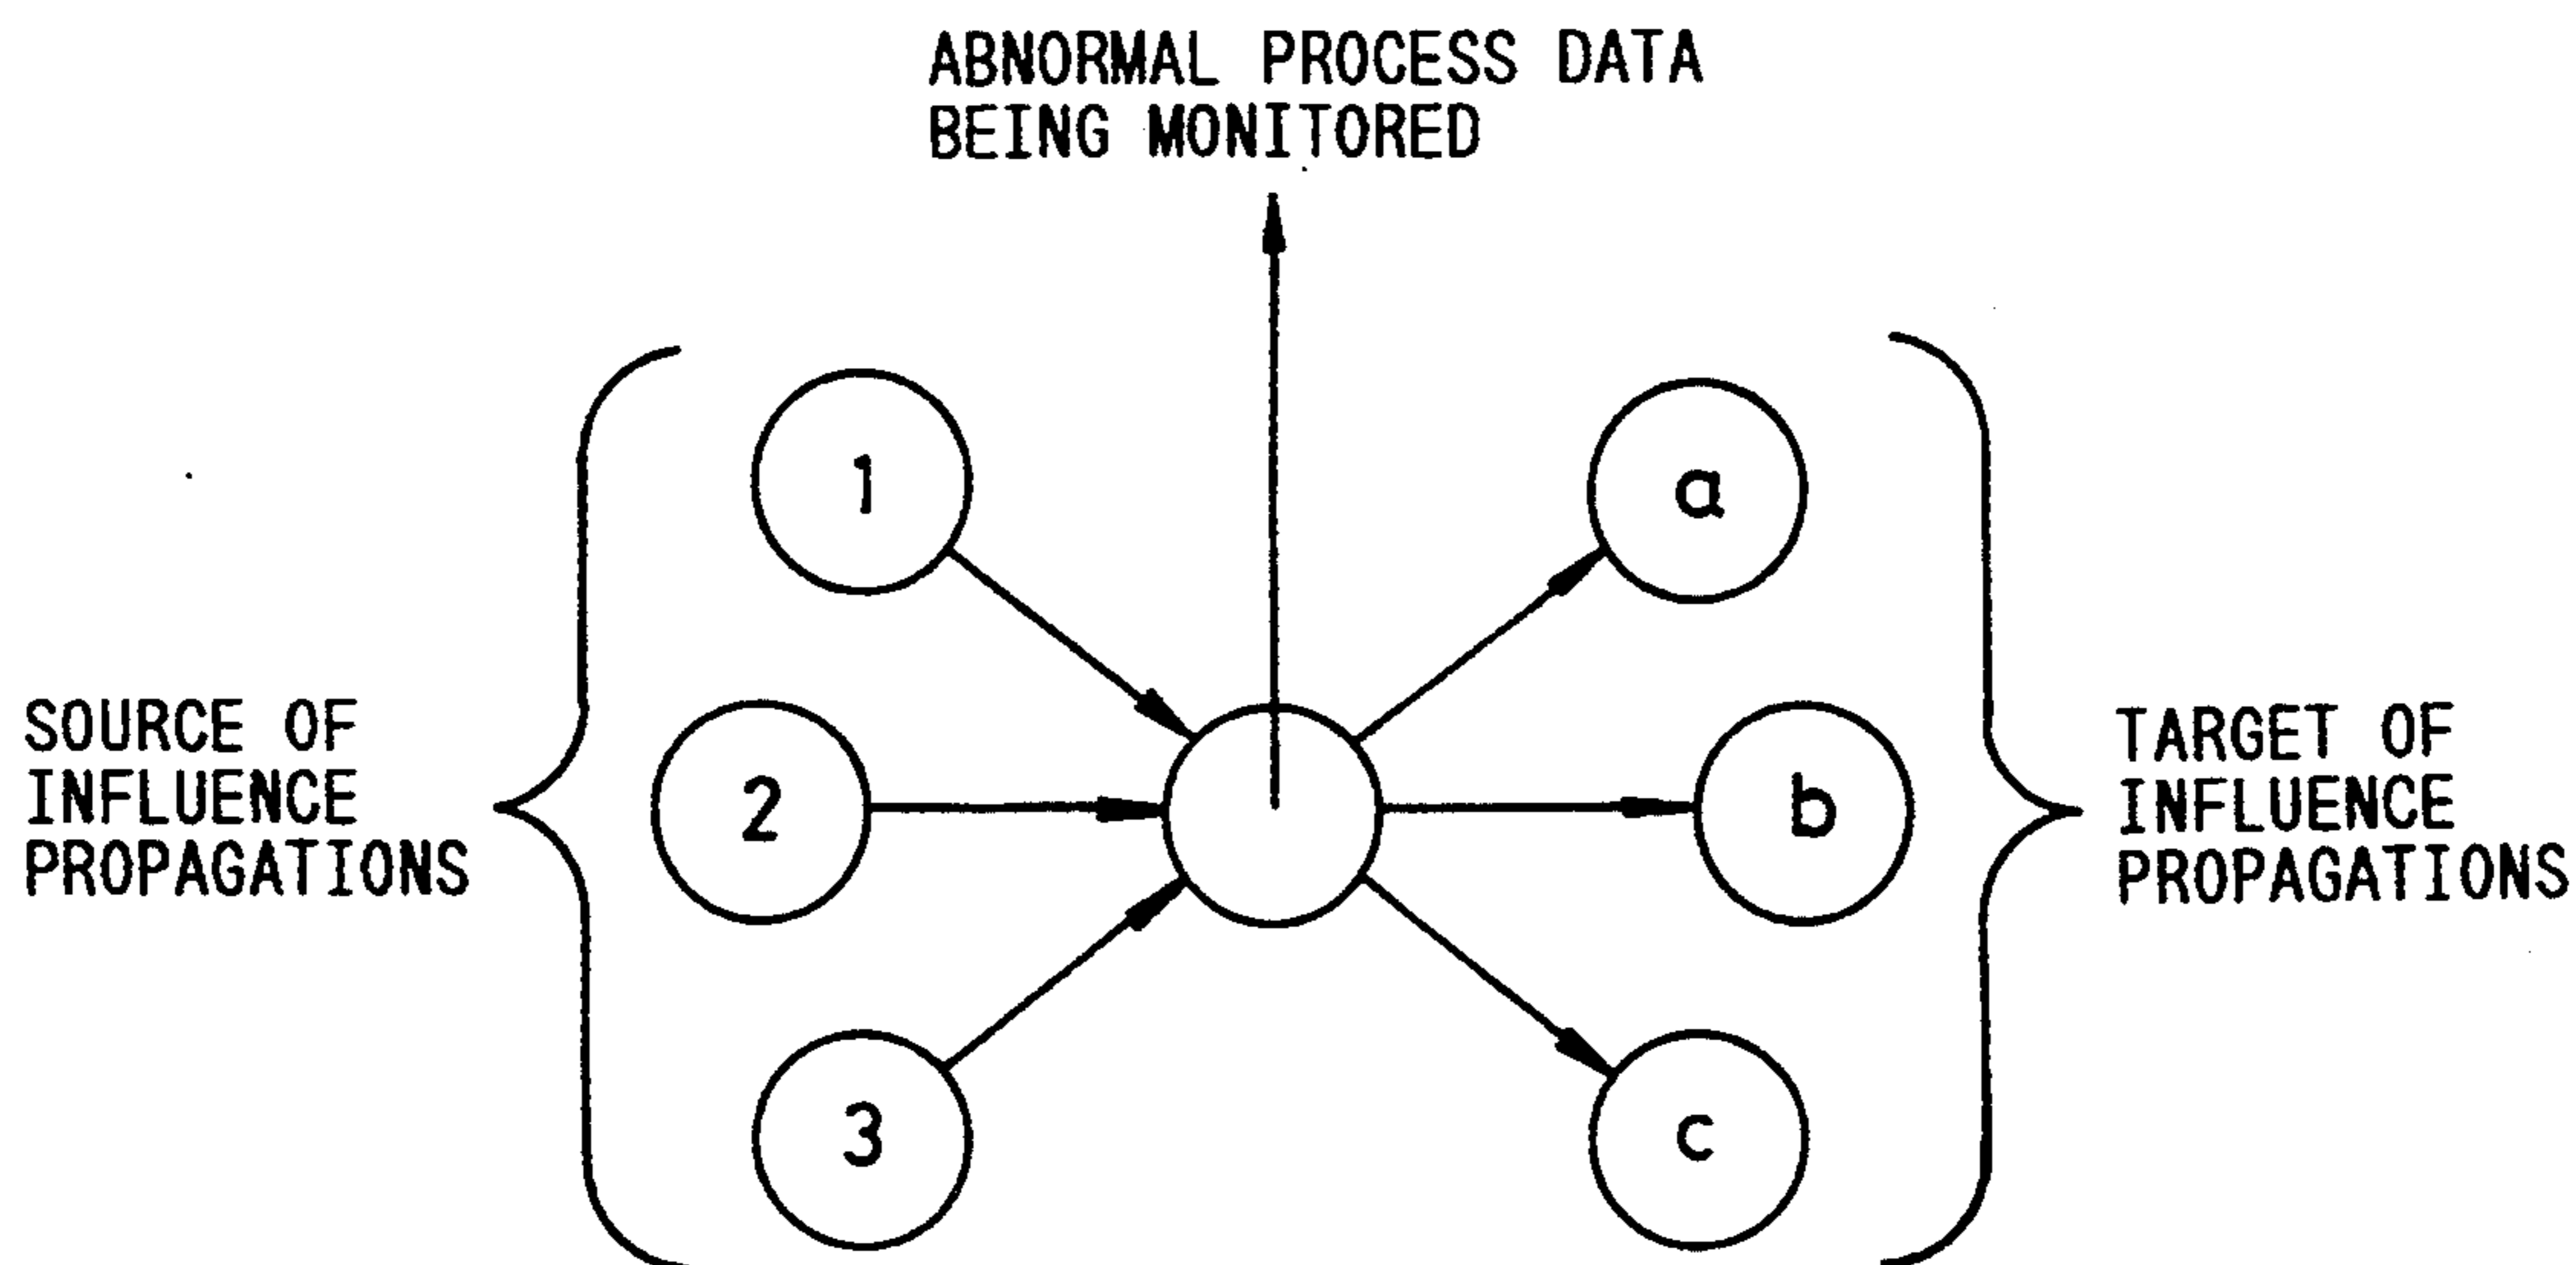 ABNORMAL PROCESS DATA
BEING MONITORED
1
a
SOURCE OF
INFLUENCE
PROPAGATIONS
2
b
TARGET OF
INFLUENCE
PROPAGATIONS
3
c